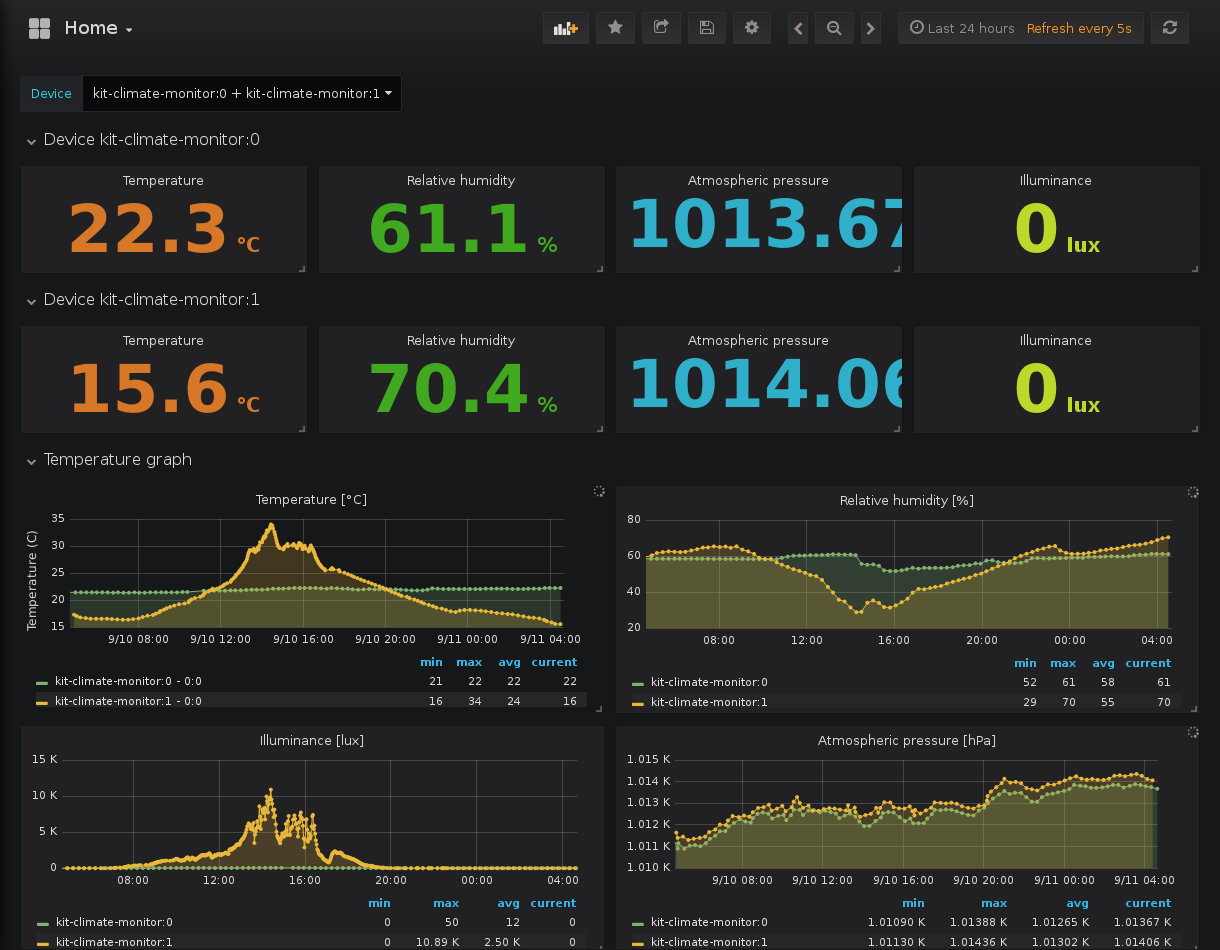 Home
Last 24 hours Refresh every 5s
Device kit-climate-monitor:0 + kit-climate-monitor:1
Device kit-climate-monitor:0
Temperature Relative humidity Atmospheric pressure Illuminance
22.3 °C 61.1 % 1013.67 0 lux
Device kit-climate-monitor:1
Temperature Relative humidity Atmospheric pressure Illuminance
15.6 °C 70.4 % 1014.06 0 lux
Temperature graph
Temperature [°C]
Temperature (C)
35
30
25
20
15
9/10 08:00 9/10 12:00 9/10 16:00 9/10 20:00 9/11 00:00 9/11 04:00
min max avg current
kit-climate-monitor:0 - 0:0 21 22 22 22
kit-climate-monitor:1 - 0:0 16 34 24 16
Relative humidity [%]
80
60
40
20
08:00 12:00 16:00 20:00 00:00 04:00
min max avg current
kit-climate-monitor:0 52 61 58 61
kit-climate-monitor:1 29 70 55 70
Illuminance [lux]
15 K
10 K
5 K
0
08:00 12:00 16:00 20:00 00:00 04:00
min max avg current
kit-climate-monitor:0 0 50 12 0
kit-climate-monitor:1 0 10.89 K 2.50 K 0
Atmospheric pressure [hPa]
1.015 K
1.014 K
1.013 K
1.012 K
1.011 K
1.010 K
9/10 08:00 9/10 12:00 9/10 16:00 9/10 20:00 9/11 00:00 9/11 04:00
min max avg current
kit-climate-monitor:0 1.01090 K 1.01388 K 1.01265 K 1.01367 K
kit-climate-monitor:1 1.01130 K 1.01436 K 1.01302 K 1.01406 K